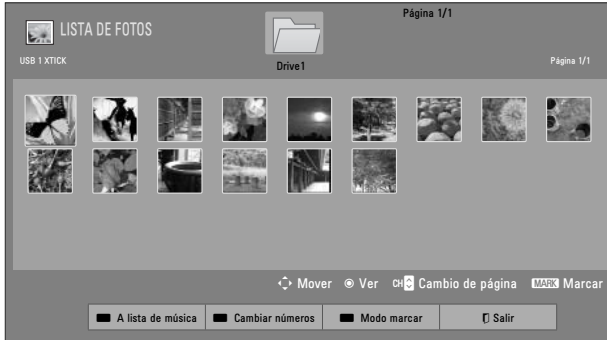 Página 1/1
LISTA DE FOTOS
USB 1 XTICK
Drive1
Página 1/1
Mover Ver CH Cambio de página MARK Marcar
A lista de música Cambiar números Modo marcar Salir